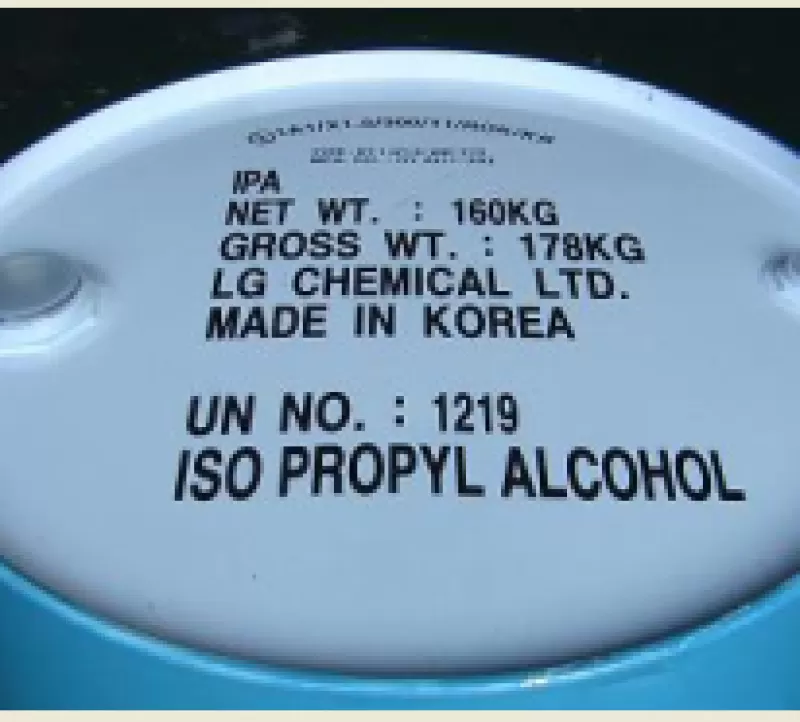 IPA
NET WT. : 160KG
GROSS WT. : 178KG
LG CHEMICAL LTD.
MADE IN KOREA
UN NO. : 1219
ISO PROPYL ALCOHOL